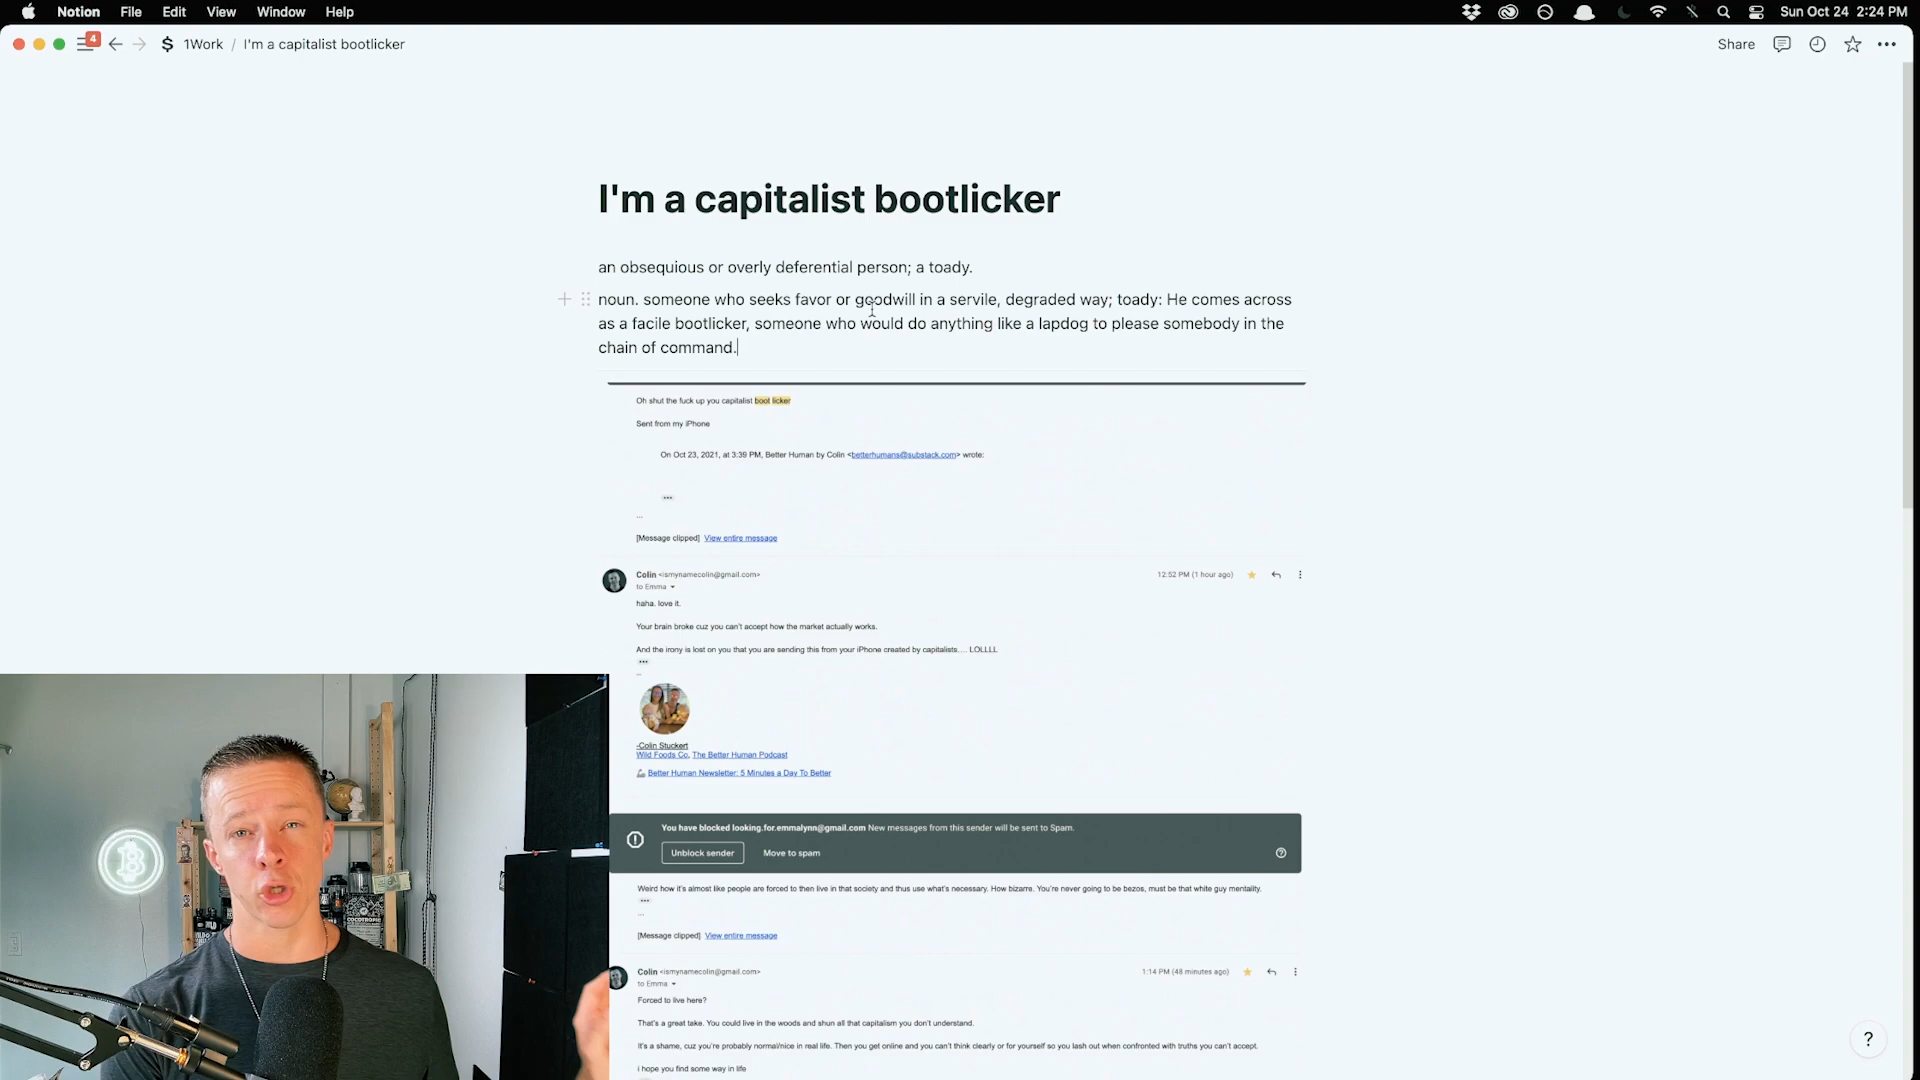 Notion File Edit View Window Help
Sun Oct 24 2:24 PM
4
$ 1Work / I'm a capitalist bootlicker
Share
I'm a capitalist bootlicker
an obsequious or overly deferential person; a toady.
noun. someone who seeks favor or goodwill in a servile, degraded way; toady: He comes across
as a facile bootlicker, someone who would do anything like a lapdog to please somebody in the
chain of command.
Oh shut the fuck up you capitalist boot licker
Sent from my iPhone
On Oct 23, 2021, at 3:39 PM, Better Human by Colin <betterhumans@substack.com> wrote:
...
[Message clipped] View entire message
Colin <ismynamecolin@gmail.com>
12:52 PM (1 hour ago)
to Emma
haha. love it.
Your brain broke cuz you can't accept how the market actually works.
And the irony is lost on you that you are sending this from your iPhone created by capitalists.... LOLLLL
--
-Colin Stuckert
Wild Foods Co, The Better Human Podcast
Better Human Newsletter: 5 Minutes a Day To Better
You have blocked looking.for.emmalynn@gmail.com New messages from this sender will be sent to Spam.
Unblock sender Move to spam
Weird how it's almost like people are forced to then live in that society and thus use what's necessary. How bizarre. You're never going to be bezos, must be that white guy mentality.
...
[Message clipped] View entire message
Colin <ismynamecolin@gmail.com>
1:14 PM (48 minutes ago)
to Emma
Forced to live here?
That's a great take. You could live in the woods and shun all that capitalism you don't understand.
It's a shame, cuz you're probably normal/nice in real life. Then you get online and you can't think clearly or for yourself so you lash out when confronted with truths you can't accept.
i hope you find some way in life
COCOTROPIC
?